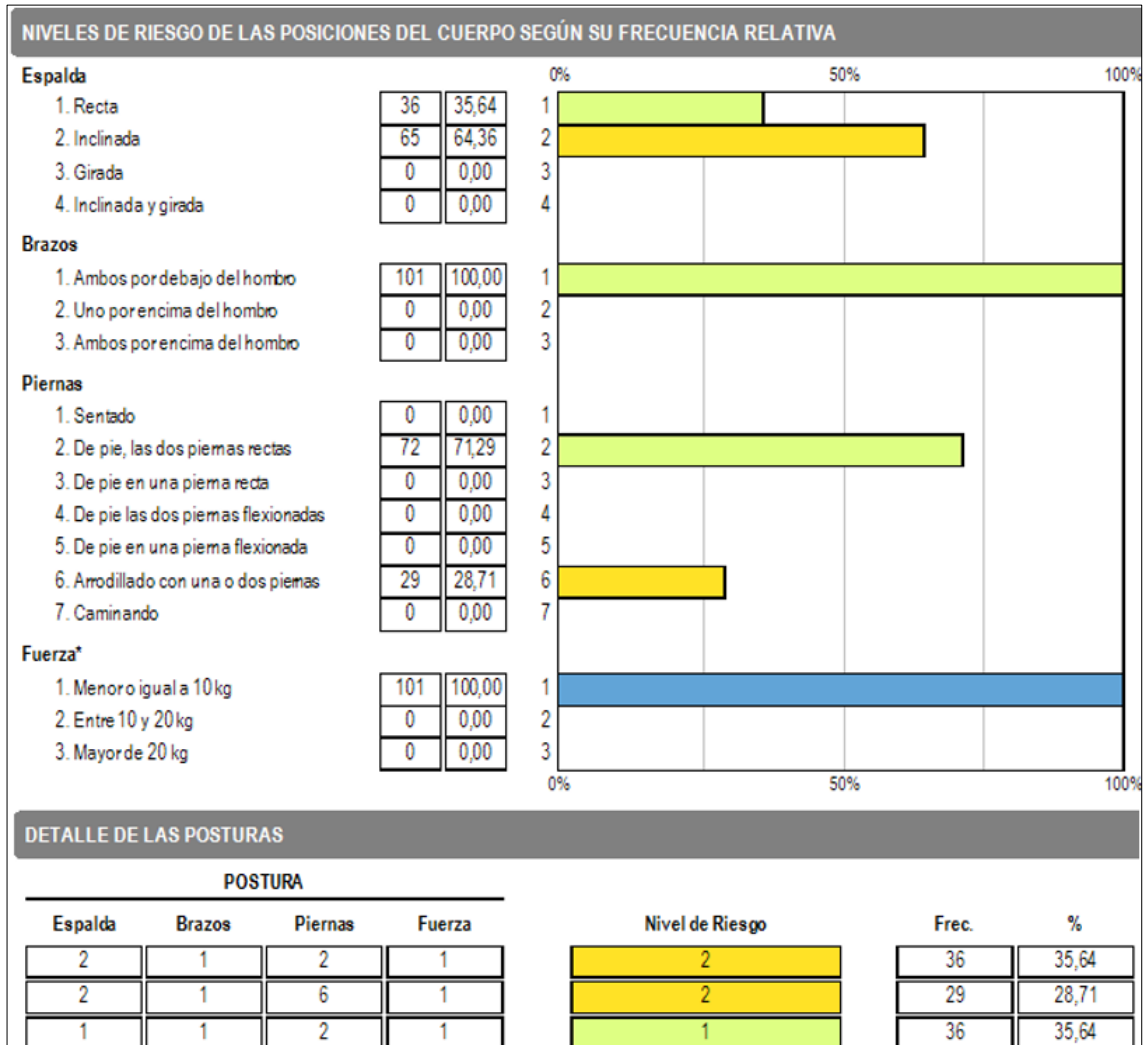 NIVELES DE RIESGO DE LAS POSICIONES DEL CUERPO SEGÚN SU FRECUENCIA RELATIVA
Espalda 0% 50% 100%
1. Recta 36 35,64 1
2. Inclinada 65 64,36 2
3. Girada 0 0,00 3
4. Inclinada y girada 0 0,00 4
Brazos
1. Ambos por debajo del hombro 101 100,00 1
2. Uno por encima del hombro 0 0,00 2
3. Ambos por encima del hombro 0 0,00 3
Piernas
1. Sentado 0 0,00 1
2. De pie, las dos piernas rectas 72 71,29 2
3. De pie en una pierna recta 0 0,00 3
4. De pie las dos piernas flexionadas 0 0,00 4
5. De pie en una pierna flexionada 0 0,00 5
6. Arrodillado con una o dos piernas 29 28,71 6
7. Caminando 0 0,00 7
Fuerza*
1. Menor o igual a 10 kg 101 100,00 1
2. Entre 10 y 20 kg 0 0,00 2
3. Mayor de 20 kg 0 0,00 3
0% 50% 100%
DETALLE DE LAS POSTURAS
POSTURA
Espalda Brazos Piernas Fuerza Nivel de Riesgo Frec. %
2 1 2 1 2 36 35,64
2 1 6 1 2 29 28,71
1 1 2 1 1 36 35,64